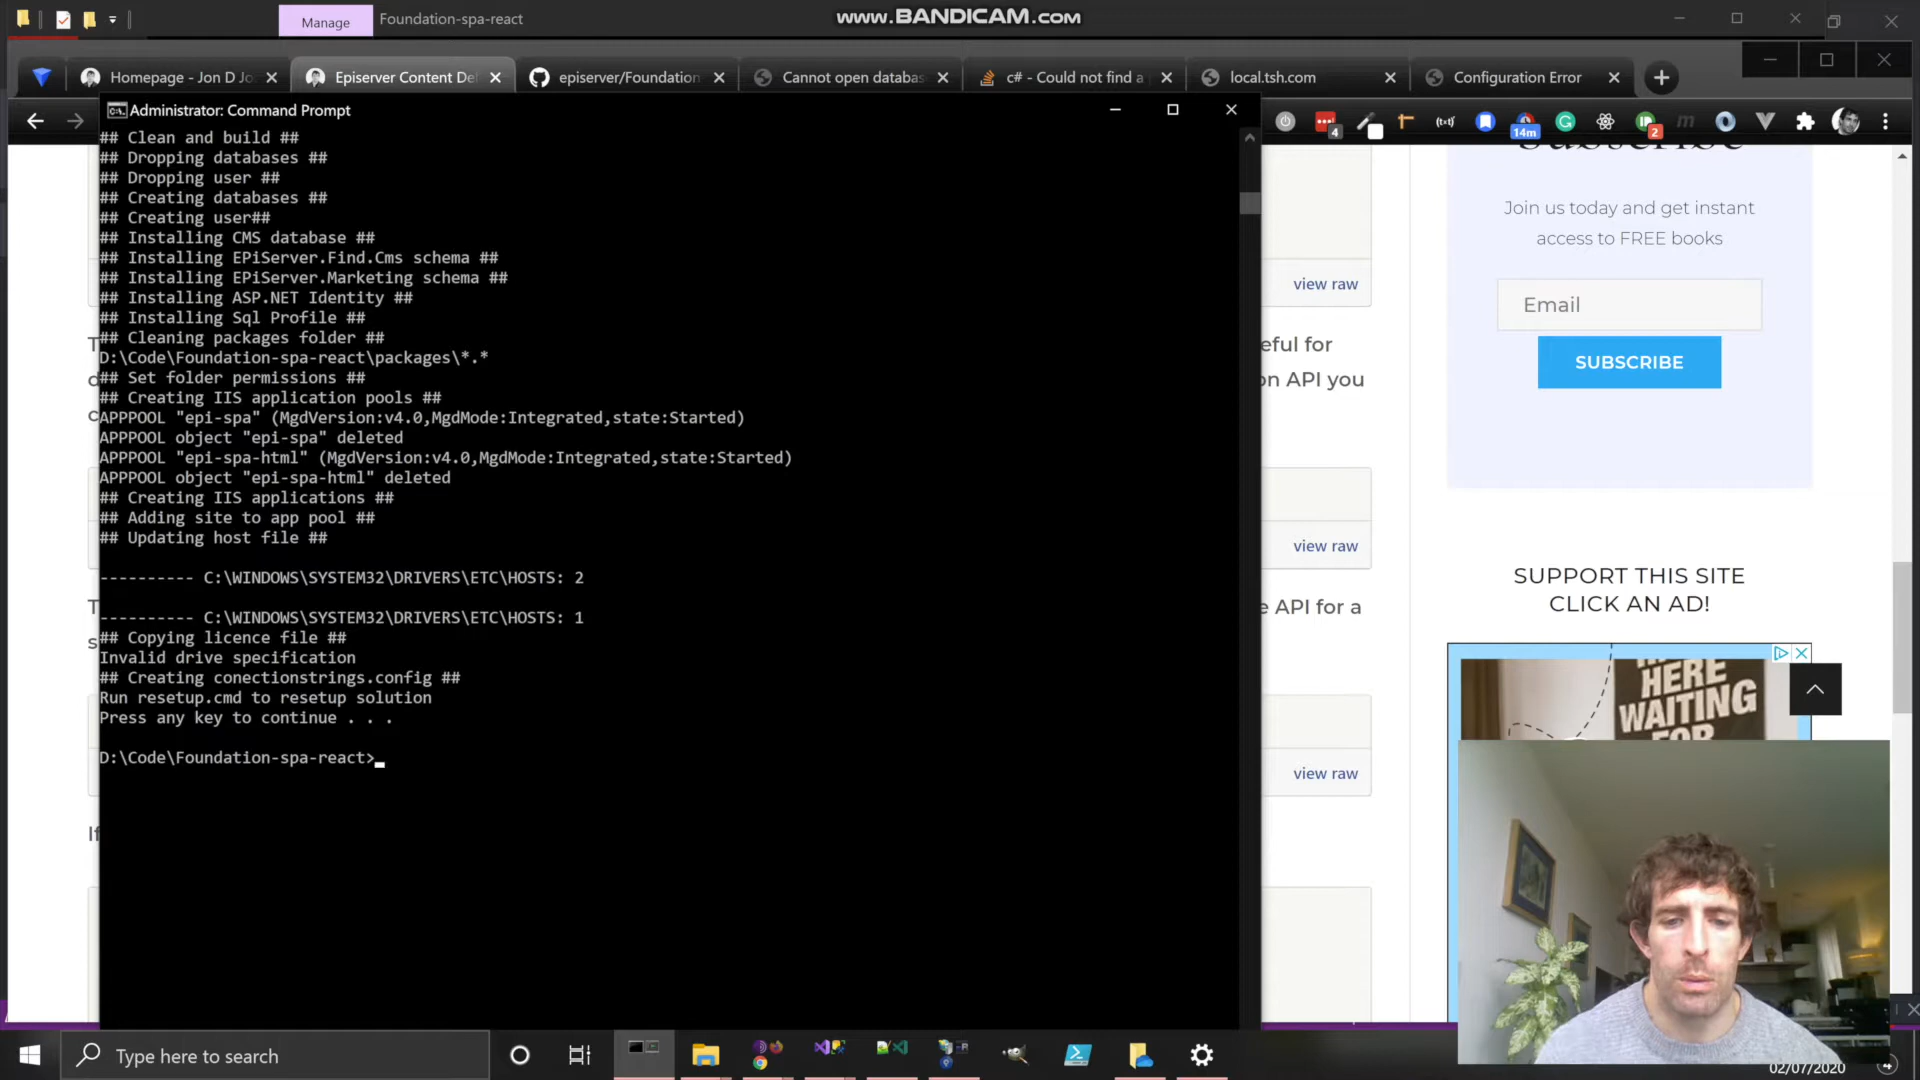 Manage
Foundation-spa-react
www.BANDICAM.com
Homepage - Jon D Jo
Episerver Content De
episerver/Foundation
Cannot open databas
c# - Could not find a
local.tsh.com
Configuration Error
Administrator: Command Prompt
4
14m
2
## Clean and build ##
## Dropping databases ##
## Dropping user ##
## Creating databases ##
## Creating user##
## Installing CMS database ##
## Installing EPiServer.Find.Cms schema ##
## Installing EPiServer.Marketing schema ##
## Installing ASP.NET Identity ##
## Installing Sql Profile ##
## Cleaning packages folder ##
D:\Code\Foundation-spa-react\packages\*.*
## Set folder permissions ##
## Creating IIS application pools ##
APPPOOL "epi-spa" (MgdVersion:v4.0,MgdMode:Integrated,state:Started)
APPPOOL object "epi-spa" deleted
APPPOOL "epi-spa-html" (MgdVersion:v4.0,MgdMode:Integrated,state:Started)
APPPOOL object "epi-spa-html" deleted
## Creating IIS applications ##
## Adding site to app pool ##
## Updating host file ##
---------- C:\WINDOWS\SYSTEM32\DRIVERS\ETC\HOSTS: 2
---------- C:\WINDOWS\SYSTEM32\DRIVERS\ETC\HOSTS: 1
## Copying licence file ##
Invalid drive specification
## Creating conectionstrings.config ##
Run resetup.cmd to resetup solution
Press any key to continue . . .
D:\Code\Foundation-spa-react>
view raw
eful for
on API you
view raw
e API for a
view raw
If
Subscribe
Join us today and get instant
access to FREE books
Email
SUBSCRIBE
SUPPORT THIS SITE
CLICK AN AD!
HERE
WAITING
FOR
Type here to search
02/07/2020
4